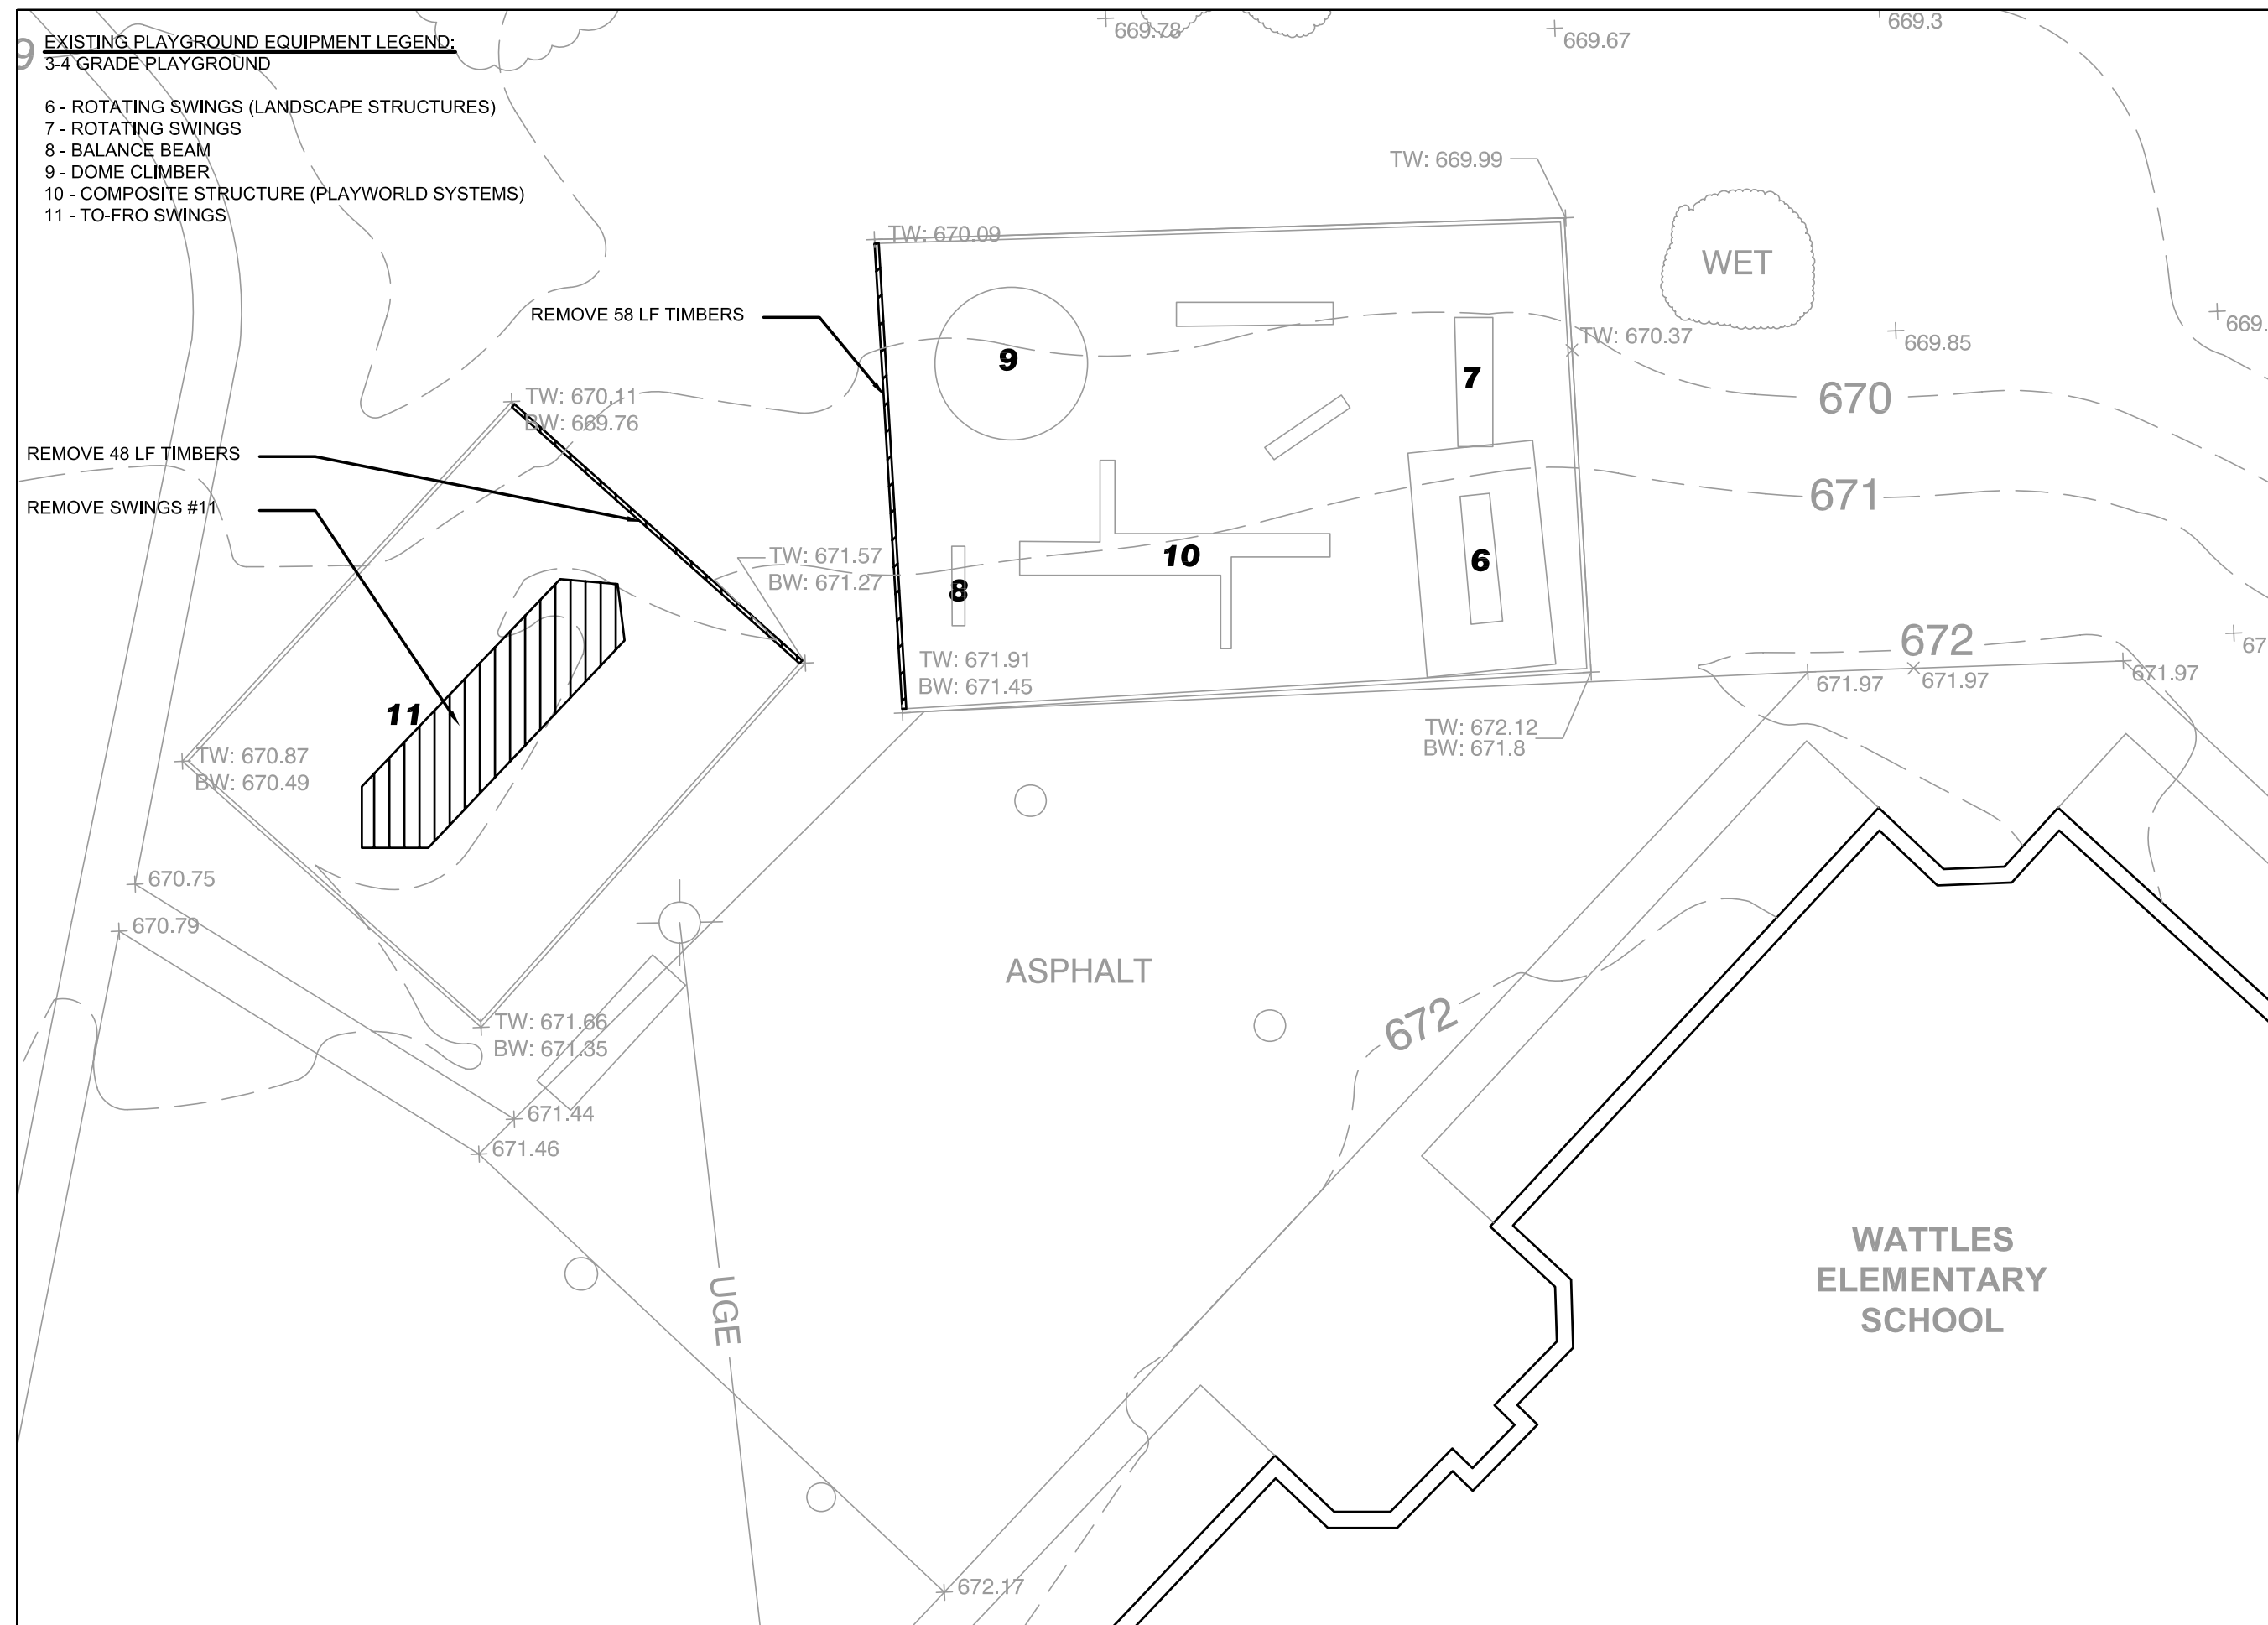 669.78
669.67
669.3
9
EXISTING PLAYGROUND EQUIPMENT LEGEND:
3-4 GRADE PLAYGROUND
6 - ROTATING SWINGS (LANDSCAPE STRUCTURES)
7 - ROTATING SWINGS
8 - BALANCE BEAM
9 - DOME CLIMBER
10 - COMPOSITE STRUCTURE (PLAYWORLD SYSTEMS)
11 - TO-FRO SWINGS
TW: 669.99
TW: 670.09
WET
REMOVE 58 LF TIMBERS
669.
TW: 670.37
669.85
9
7
670
TW: 670.11
BW: 669.76
REMOVE 48 LF TIMBERS
671
REMOVE SWINGS #11
TW: 671.57
BW: 671.27
10
6
8
672
67
TW: 671.91
BW: 671.45
671.97
671.97
671.97
11
TW: 672.12
BW: 671.8
TW: 670.87
BW: 670.49
670.75
670.79
ASPHALT
672
TW: 671.66
BW: 671.35
671.44
671.46
UGE
WATTLES
ELEMENTARY
SCHOOL
672.17